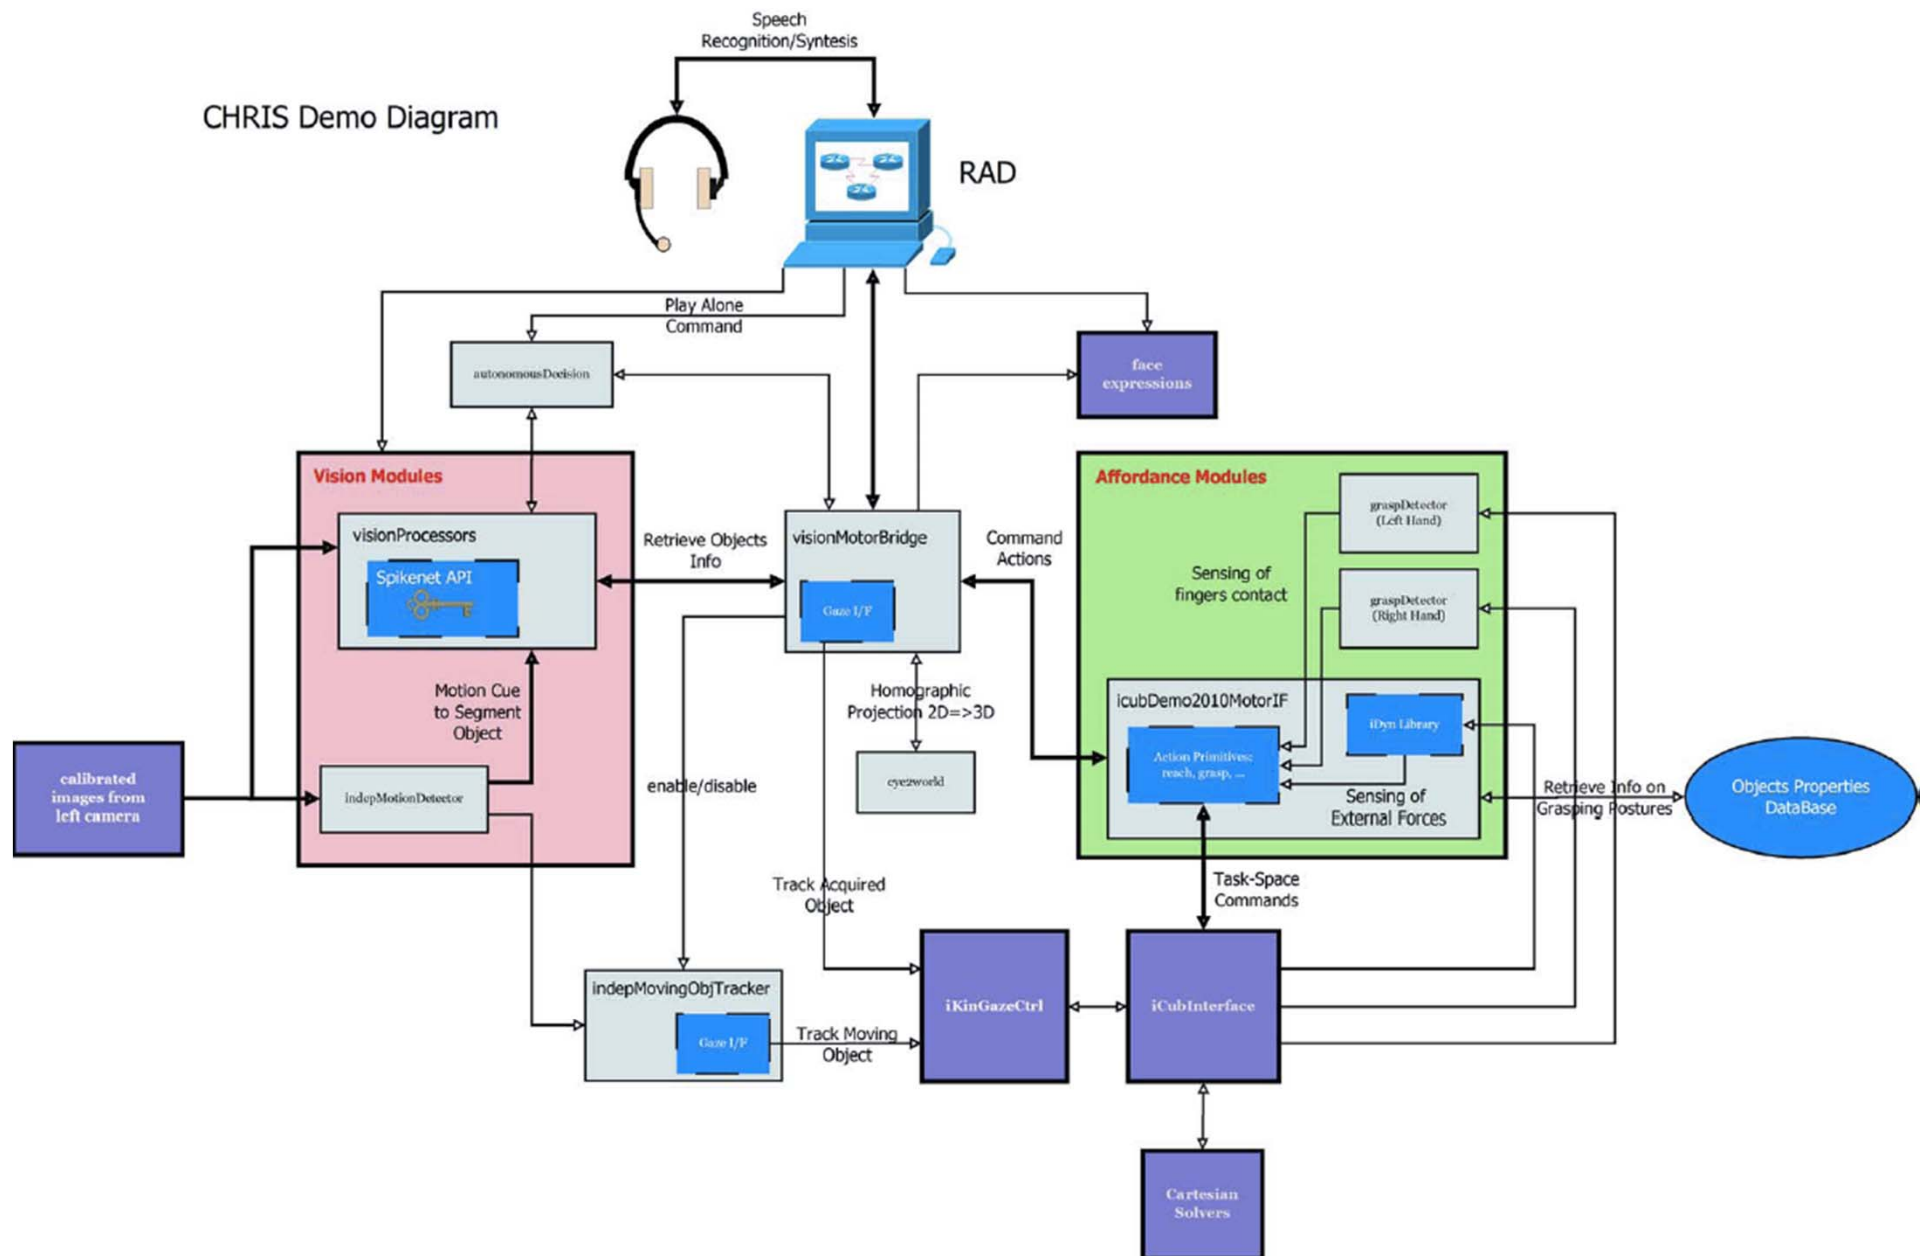 Speech
Recognition/Syntesis
CHRIS Demo Diagram
RAD
Play Alone
Command
autonomousDecision
face
expressions
Vision Modules
visionProcessors
Spikenet API
Retrieve Objects
Info
visionMotorBridge
Gaze I/F
Command
Actions
Affordance Modules
graspDetector
(Left Hand)
Sensing of
fingers contact
graspDetector
(Right Hand)
Motion Cue
to Segment
Object
Homographic
Projection 2D=>3D
icubDemo2010MotorIF
iDyn Library
Action Primitives:
reach, grasp, ...
calibrated
images from
left camera
indepMotionDetector
enable/disable
eye2world
Sensing of
External Forces
Retrieve Info on
Grasping Postures
Objects Properties
DataBase
Track Acquired
Object
Task-Space
Commands
indepMovingObjTracker
Gaze I/F
Track Moving
Object
iKinGazeCtrl
iCubInterface
Cartesian
Solvers